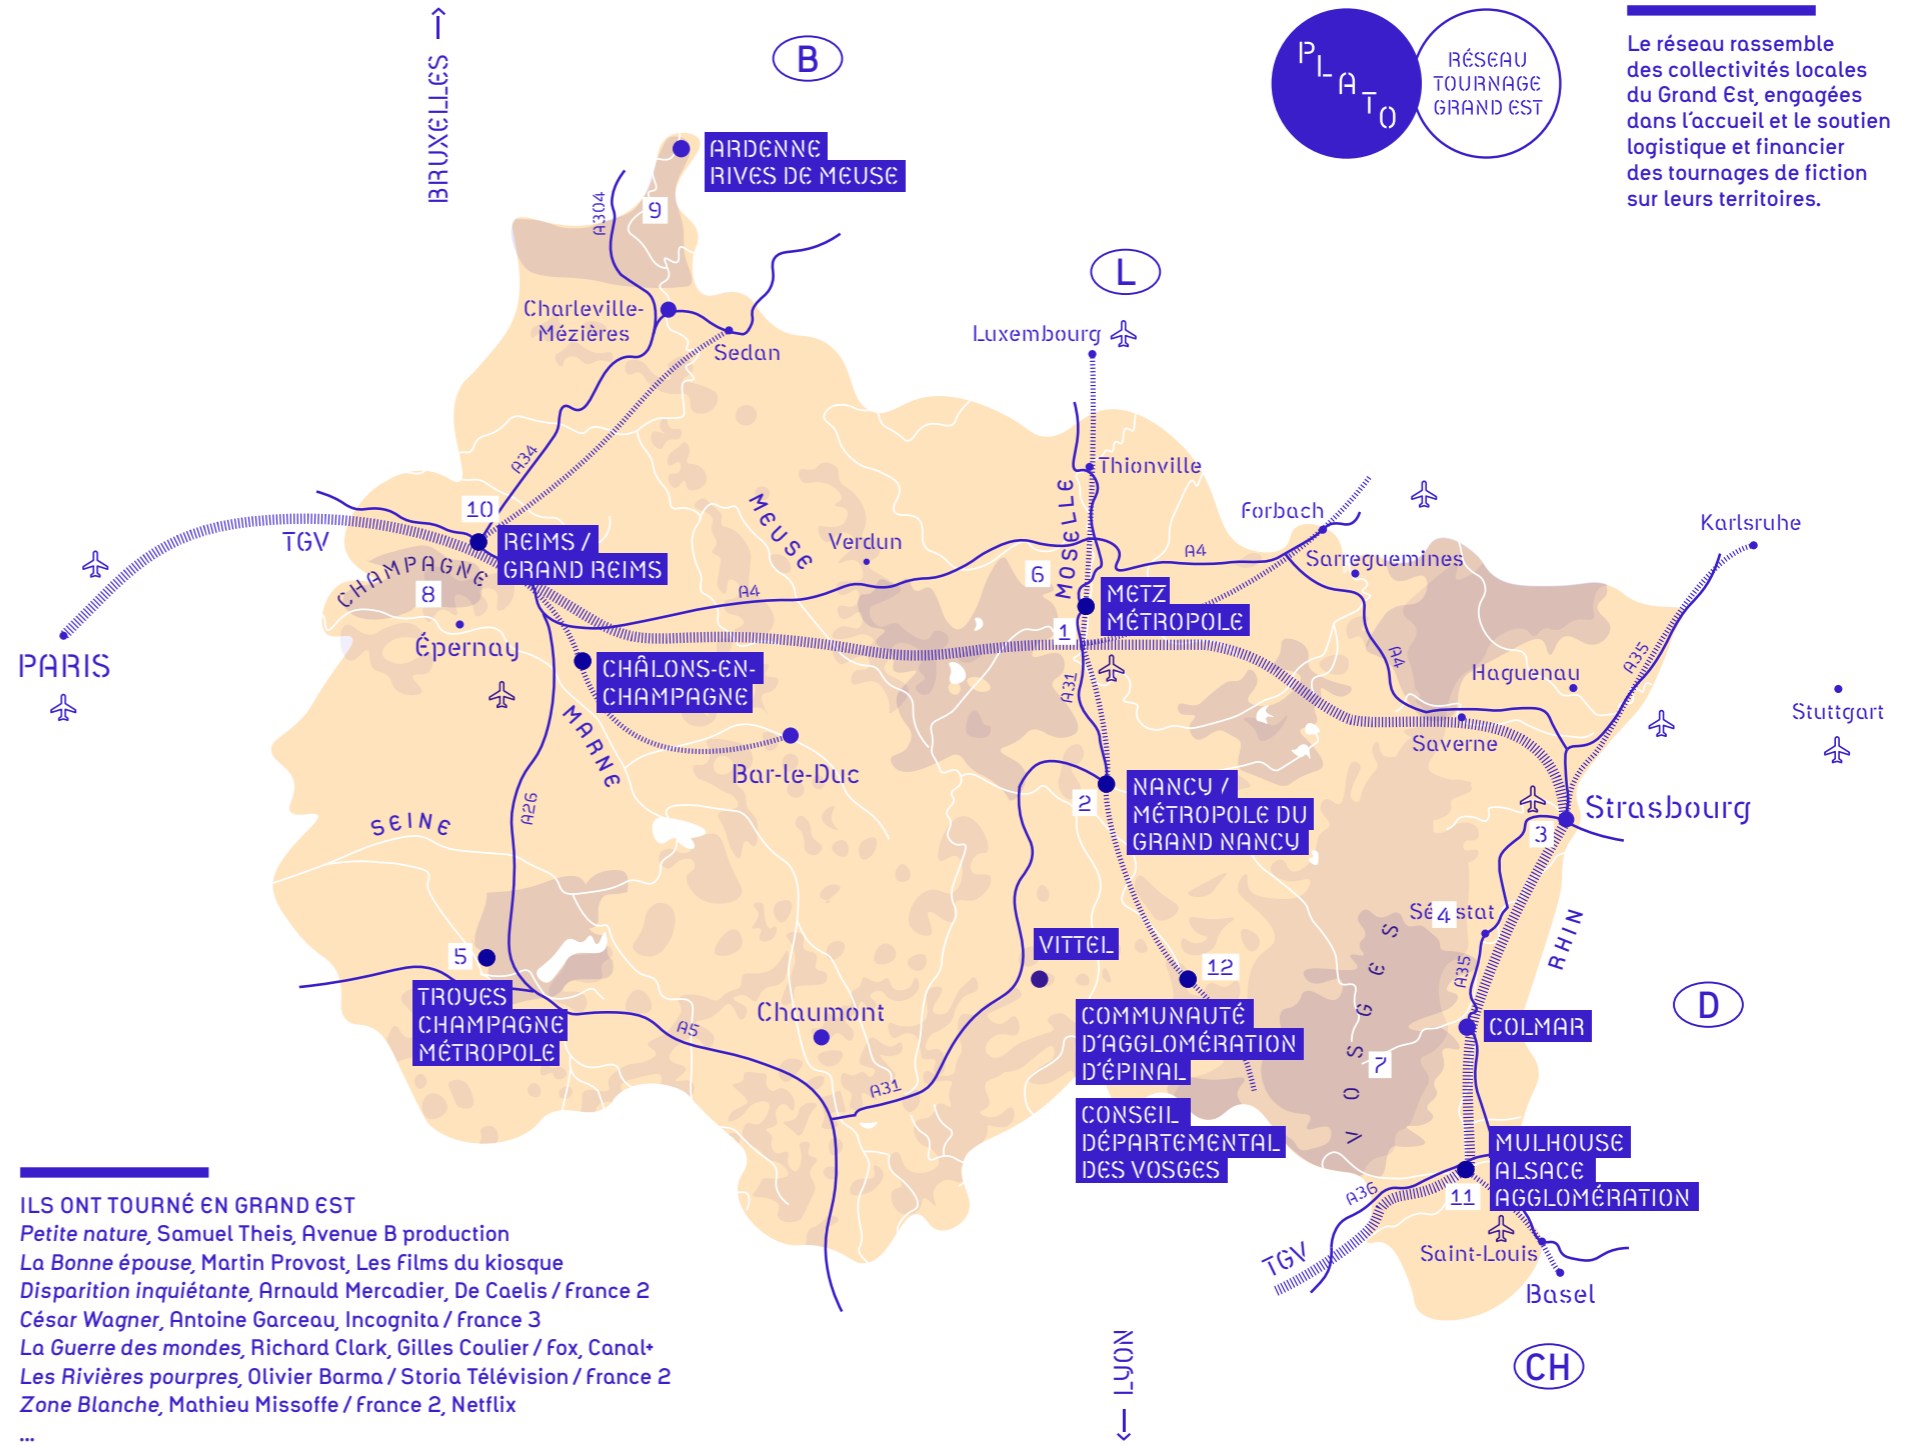 BRUXELLES
B
PLATO
RÉSEAU
TOURNAGE
GRAND EST
Le réseau rassemble
des collectivités locales
du Grand Est, engagées
dans l'accueil et le soutien
logistique et financier
des tournages de fiction
sur leurs territoires.
ARDENNE
RIVES DE MEUSE
A304
9
L
Charleville-
Mézières
Sedan
Luxembourg
A34
Thionville
10
REIMS /
GRAND REIMS
TGV
CHAMPAGNE
8
Épernay
PARIS
MEUSE
Verdun
A4
MOSELLE
6
METZ
MÉTROPOLE
1
A31
Forbach
A4
Sarreguemines
Karlsruhe
A4
Haguenau
A35
Saverne
Stuttgart
CHÂLONS-EN-
CHAMPAGNE
MARNE
Bar-le-Duc
A26
SEINE
2
NANCY /
MÉTROPOLE DU
GRAND NANCY
Strasbourg
3
4
RHIN
A35
VOSGES
7
5
TROYES
CHAMPAGNE
MÉTROPOLE
A5
Chaumont
A31
VITTEL
12
COMMUNAUTÉ
D'AGGLOMÉRATION
D'ÉPINAL
CONSEIL
DÉPARTEMENTAL
DES VOSGES
D
COLMAR
MULHOUSE
ALSACE
AGGLOMÉRATION
11
A36
TGV
Saint-Louis
Basel
CH
LYON
ILS ONT TOURNÉ EN GRAND EST
Petite nature, Samuel Theis, Avenue B production
La Bonne épouse, Martin Provost, Les Films du kiosque
Disparition inquiétante, Arnauld Mercadier, De Caelis / France 2
César Wagner, Antoine Garceau, Incognita / France 3
La Guerre des mondes, Richard Clark, Gilles Coulier / Fox, Canal+
Les Rivières pourpres, Olivier Barma / Storia Télévision / France 2
Zone Blanche, Mathieu Missoffe / France 2, Netflix
...